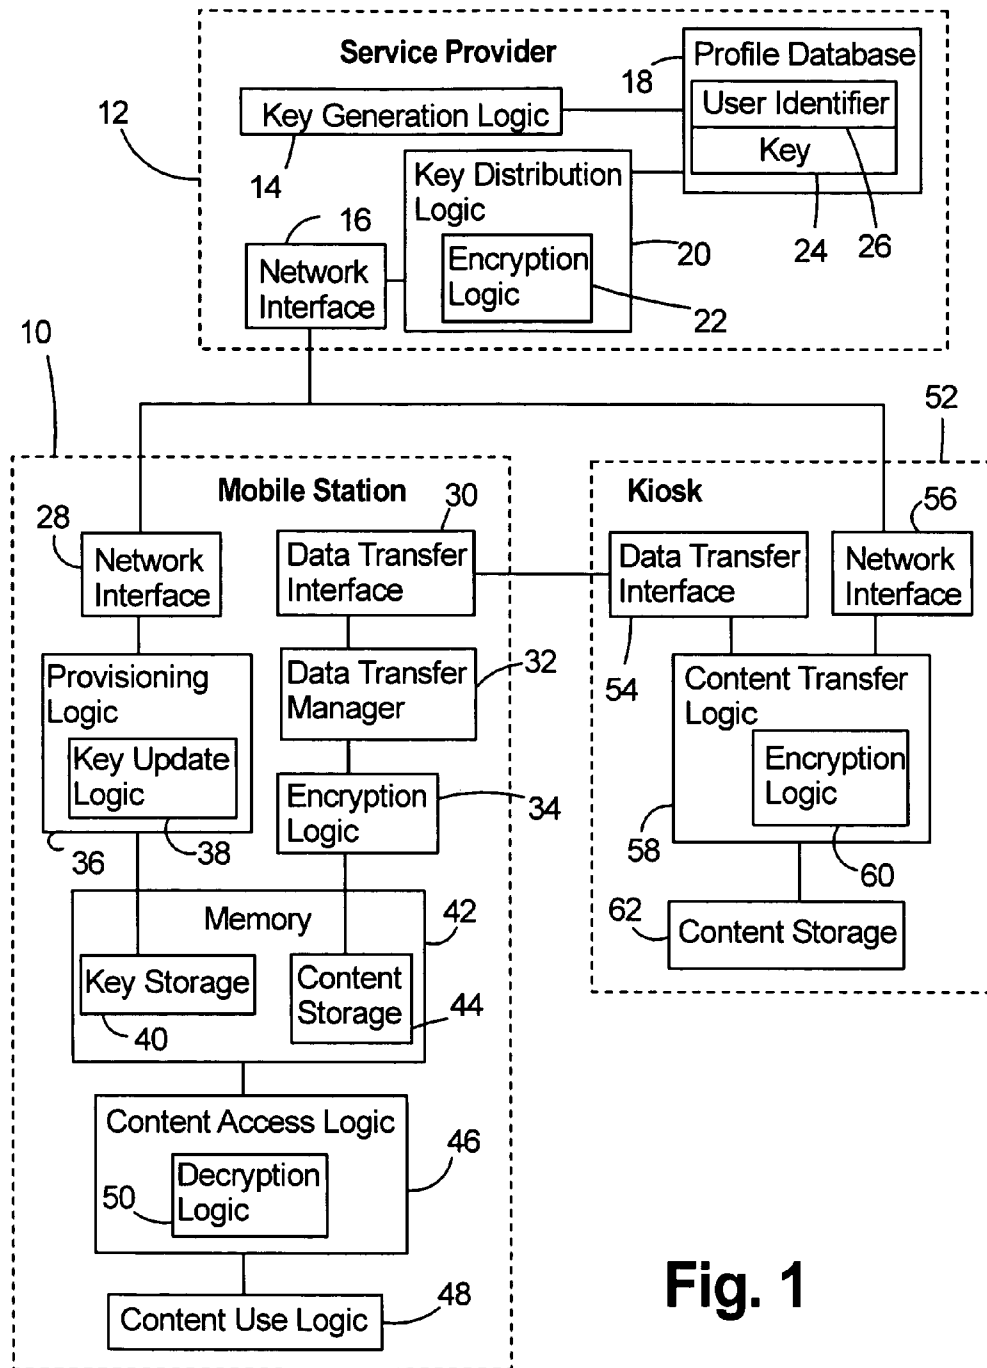 Service Provider
18
Profile Database
12
Key Generation Logic
User Identifier
Key
14
Key Distribution
Logic
16
20
24
26
Network
Interface
Encryption
Logic
22
10
52
Mobile Station
30
Kiosk
56
28
Network
Interface
Data Transfer
Interface
Data Transfer
Interface
Network
Interface
Provisioning
Logic
Data Transfer
Manager
32
54
Content Transfer
Logic
Key Update
Logic
Encryption
Logic
34
Encryption
Logic
36
38
58
60
Memory
42
62
Content Storage
Key Storage
Content
Storage
40
44
Content Access Logic
46
50
Decryption
Logic
Content Use Logic
48
Fig. 1